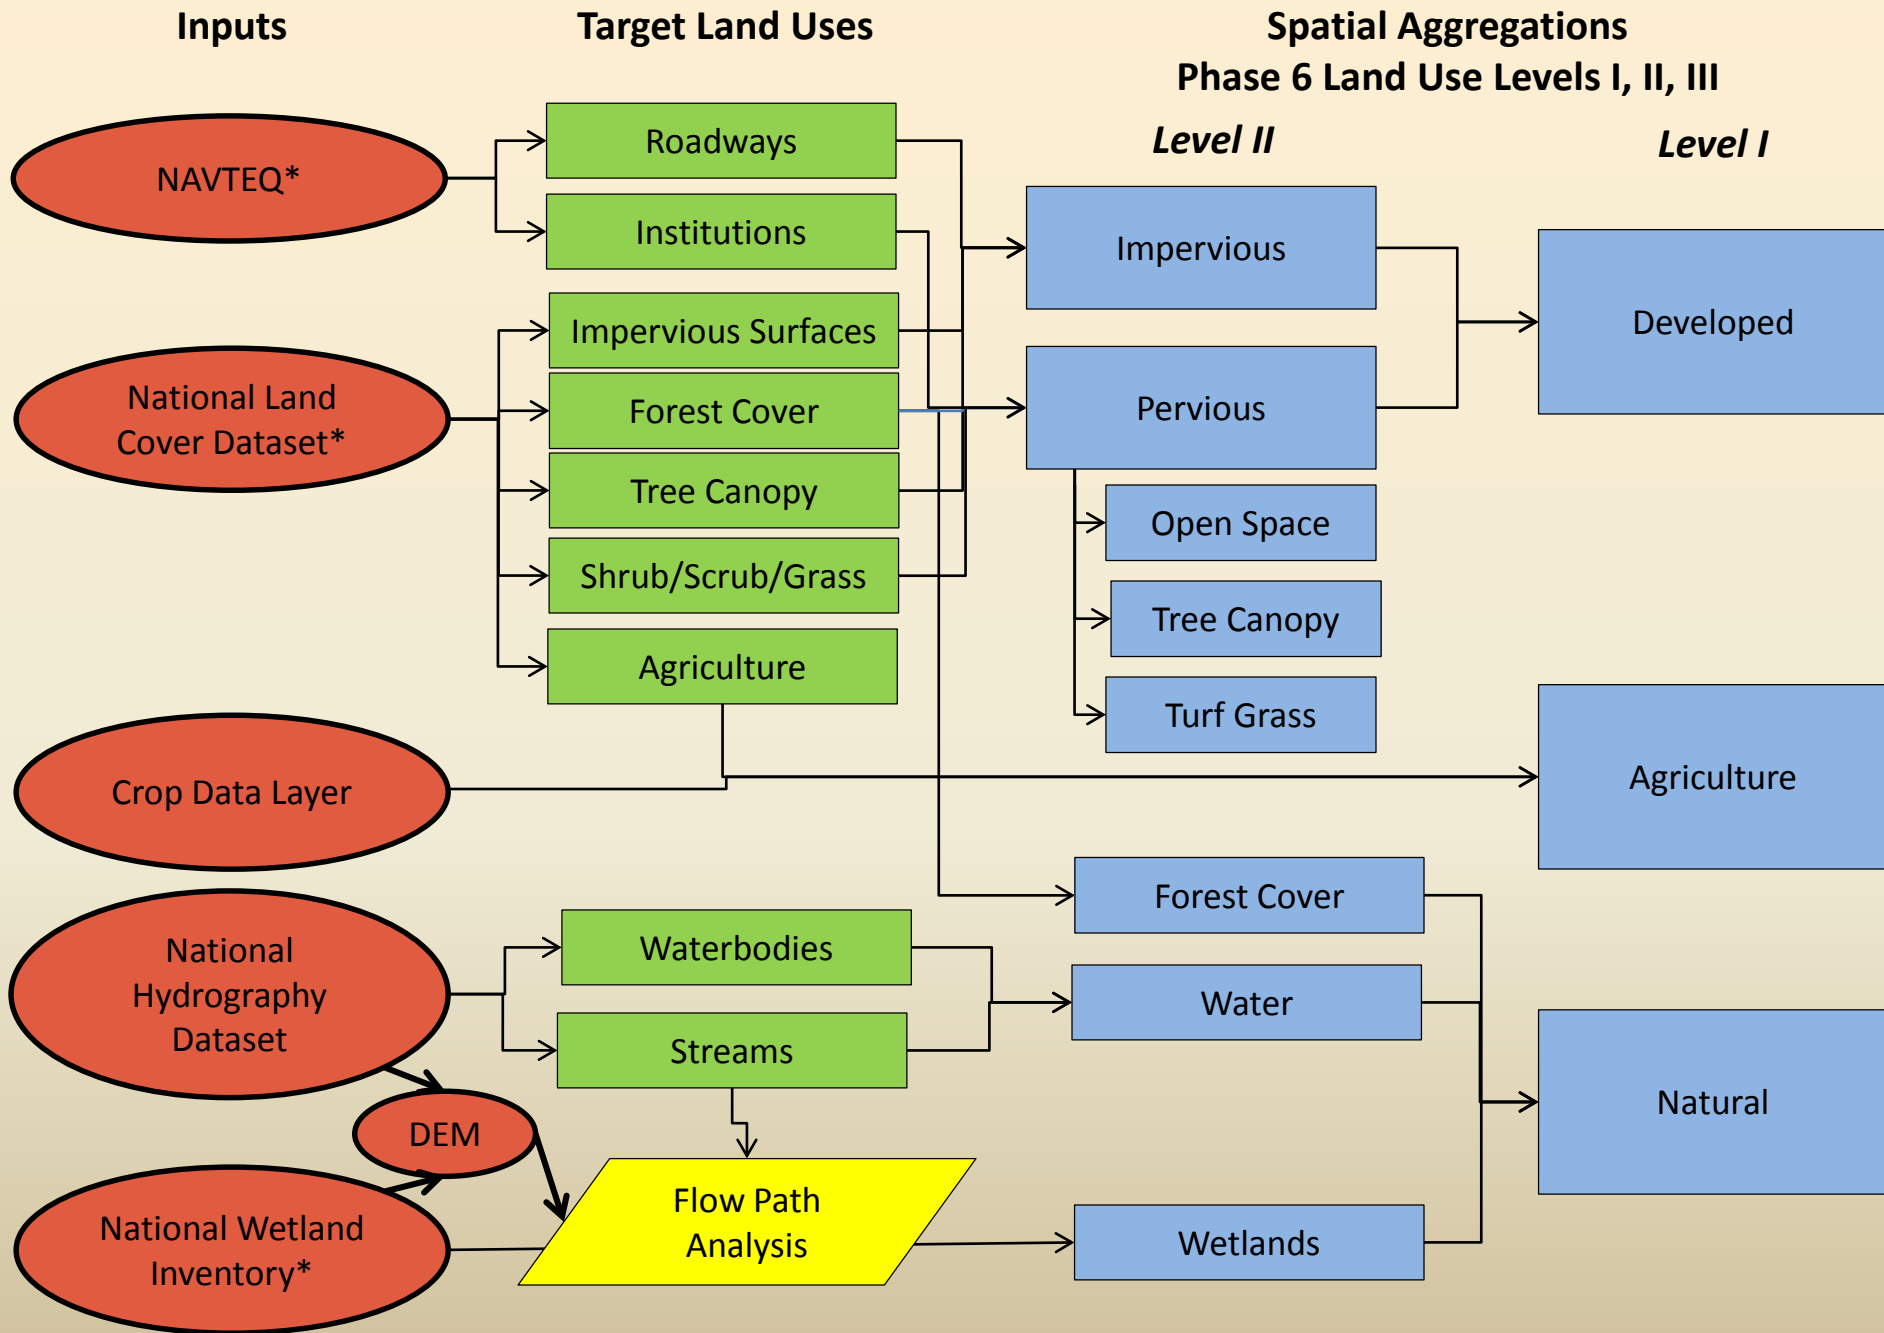 Inputs
Target Land Uses
Spatial Aggregations
Phase 6 Land Use Levels I, II, III
Level II
Level I
NAVTEQ*
National Land
Cover Dataset*
Crop Data Layer
National
Hydrography
Dataset
DEM
National Wetland
Inventory*
Roadways
Institutions
Impervious Surfaces
Forest Cover
Tree Canopy
Shrub/Scrub/Grass
Agriculture
Waterbodies
Streams
Flow Path
Analysis
Impervious
Pervious
Open Space
Tree Canopy
Turf Grass
Forest Cover
Water
Wetlands
Developed
Agriculture
Natural